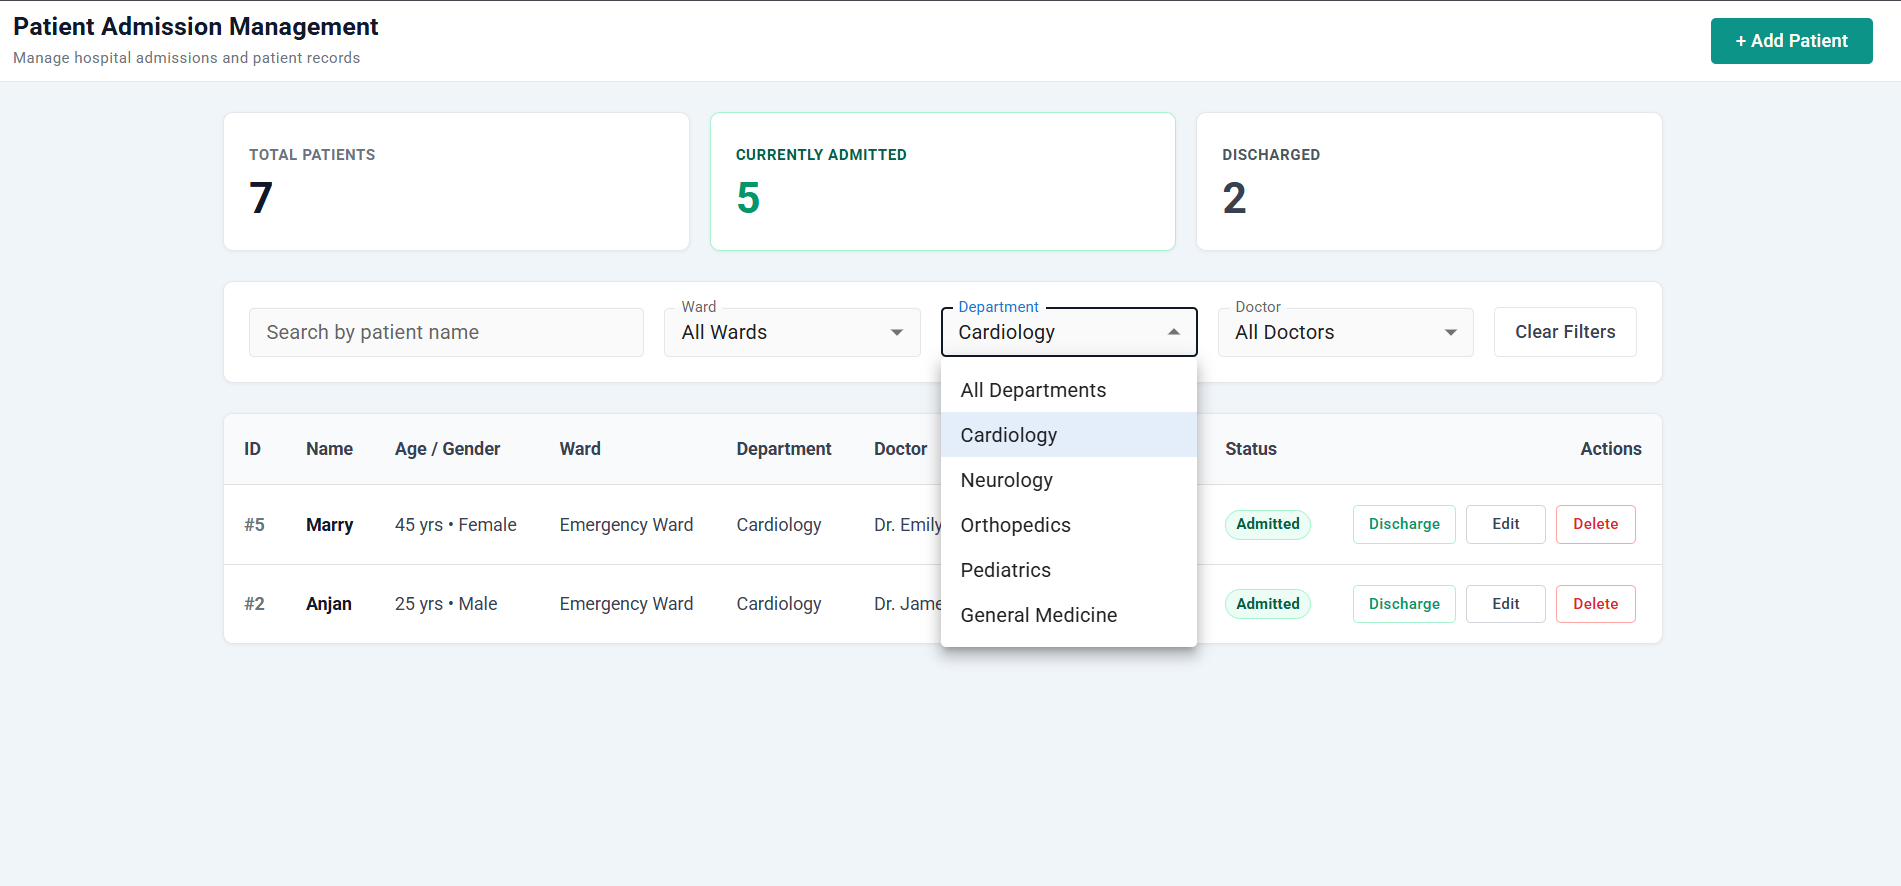 Patient Admission Management
Manage hospital admissions and patient records
+ Add Patient
TOTAL PATIENTS
7
CURRENTLY ADMITTED
5
DISCHARGED
2
Search by patient name
Ward
All Wards
Department
Cardiology
Doctor
All Doctors
Clear Filters
All Departments
Cardiology
Neurology
Orthopedics
Pediatrics
General Medicine
ID Name Age / Gender Ward Department Doctor Status Actions
#5 Marry 45 yrs • Female Emergency Ward Cardiology Dr. Emily Admitted Discharge Edit Delete
#2 Anjan 25 yrs • Male Emergency Ward Cardiology Dr. Jame Admitted Discharge Edit Delete